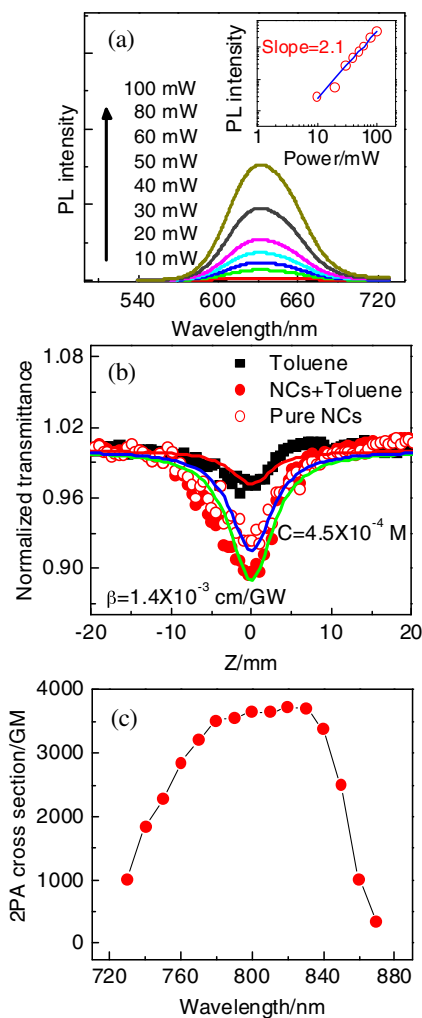 (a)
Slope=2.1
PL intensity
1
10
100
Power/mW
100 mW
80 mW
60 mW
50 mW
40 mW
30 mW
20 mW
10 mW
PL intensity
540
600
660
720
Wavelength/nm
(b)
Toluene
NCs+Toluene
Pure NCs
1.08
1.02
0.96
0.90
Normalized transmittance
C=4.5X10⁻⁴ M
β=1.4X10⁻³ cm/GW
-20
-10
0
10
20
Z/mm
(c)
4000
3000
2000
1000
0
2PA cross section/GM
720
760
800
840
880
Wavelength/nm